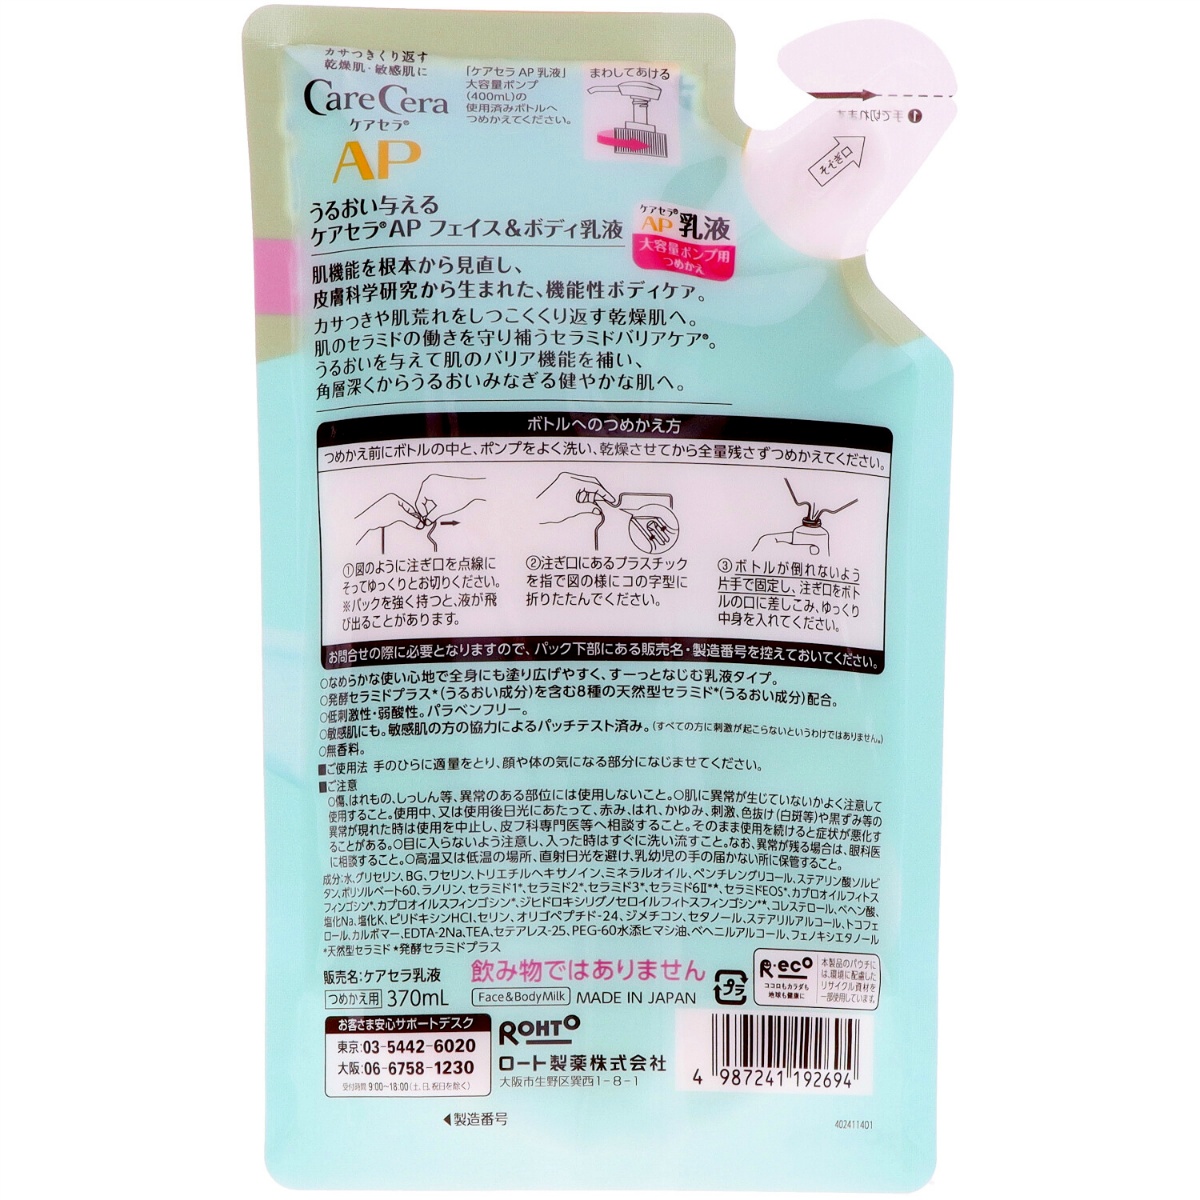 カサつきくり返す
乾燥肌・敏感肌に
CareCera
ケアセラ®
AP
「ケアセラ AP 乳液」
大容量ポンプ
(400mL)の
使用済みボトルへ
つめかえてください。
まわしてあける
❶手で切れます
そそぎ口
うるおい与える
ケアセラ®AP フェイス&ボディ乳液
ケアセラ®
AP 乳液
大容量ポンプ用
つめかえ
肌機能を根本から見直し、
皮膚科学研究から生まれた、機能性ボディケア。
カサつきや肌荒れをしつこくくり返す乾燥肌へ。
肌のセラミドの働きを守り補うセラミドバリアケア®。
うるおいを与えて肌のバリア機能を補い、
角層深くからうるおいみなぎる健やかな肌へ。
ボトルへのつめかえ方
つめかえ前にボトルの中と、ポンプをよく洗い、乾燥させてから全量残さずつめかえてください。
①図のように注ぎ口を点線に
そってゆっくりとお切りください。
※パックを強く持つと、液が飛
び出ることがあります。
②注ぎ口にあるプラスチック
を指で図の様にコの字型に
折りたたんでください。
③ボトルが倒れないよう
片手で固定し、注ぎ口をボト
ルの口に差しこみ、ゆっくり
中身を入れてください。
お問合せの際に必要となりますので、パック下部にある販売名・製造番号を控えておいてください。
○なめらかな使い心地で全身にも塗り広げやすく、すーっとなじむ乳液タイプ。
○発酵セラミドプラス*(うるおい成分)を含む8種の天然型セラミド*(うるおい成分)配合。
○低刺激性・弱酸性。パラベンフリー。
○敏感肌にも。敏感肌の方の協力によるパッチテスト済み。(すべての方に刺激が起こらないというわけではありません。)
○無香料。
■ご使用法 手のひらに適量をとり、顔や体の気になる部分になじませてください。
■ご注意
○傷、はれもの、しっしん等、異常のある部位には使用しないこと。○肌に異常が生じていないかよく注意して
使用すること。使用中、又は使用後日光にあたって、赤み、はれ、かゆみ、刺激、色抜け(白斑等)や黒ずみ等の
異常が現れた時は使用を中止し、皮フ科専門医等へ相談すること。そのまま使用を続けると症状が悪化す
ることがある。○目に入らないよう注意し、入った時はすぐに洗い流すこと。なお、異常が残る場合は、眼科医
に相談すること。○高温又は低温の場所、直射日光を避け、乳幼児の手の届かない所に保管すること。
成分:水、グリセリン、BG、ワセリン、トリエチルヘキサノイン、ミネラルオイル、ペンチレングリコール、ステアリン酸ソルビ
タン、ポリソルベート60、ラノリン、セラミド1*、セラミド2*、セラミド3*、セラミド6Ⅱ**、セラミドEOS*、カプロオイルフィトス
フィンゴシン*、カプロオイルスフィンゴシン*、ジヒドロキシリグノセロイルフィトスフィンゴシン**、コレステロール、ベヘン酸、
塩化Na、塩化K、ピリドキシンHCl、セリン、オリゴペプチド-24、ジメチコン、セタノール、ステアリルアルコール、トコフェ
ロール、カルボマー、EDTA-2Na、TEA、セテアレス-25、PEG-60水添ヒマシ油、ベヘニルアルコール、フェノキシエタノール
*天然型セラミド *発酵セラミドプラス
販売名:ケアセラ乳液
つめかえ用 370mL
飲み物ではありません
Face&BodyMilk MADE IN JAPAN
プラ
R·eco
ココロもカラダも
地球も健康に
本製品のパウチに
は、環境に配慮した
リサイクル資材を
一部使用しています。
お客さま安心サポートデスク
東京:03-5442-6020
大阪:06-6758-1230
受付時間 9:00~18:00(土、日、祝日を除く)
ROHTO
ロート製薬株式会社
大阪市生野区巽西1-8-1
4 987241 192694
◀製造番号
402411401